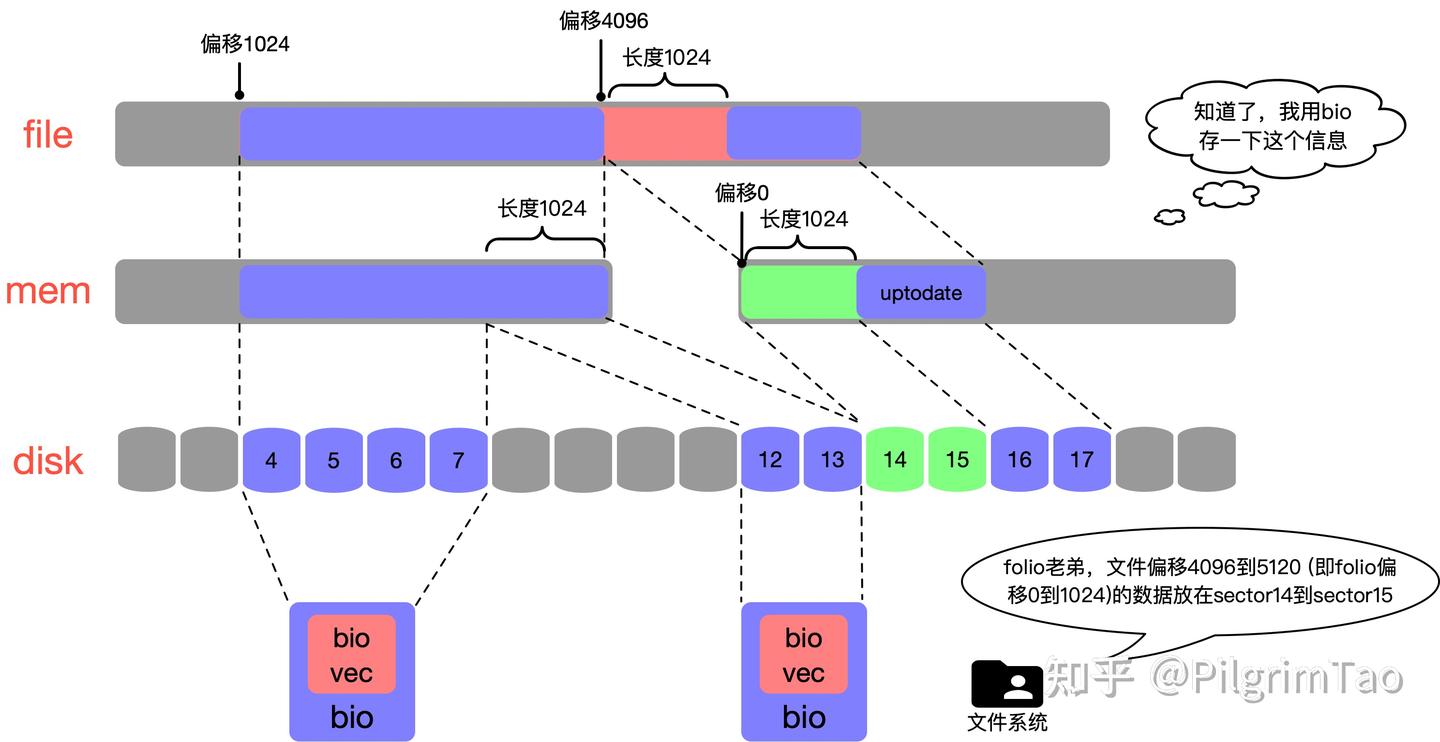 偏移4096
偏移1024
长度1024
file
知道了，我用bio
存一下这个信息
偏移0
长度1024
长度1024
mem
uptodate
disk
4
5
6
7
12
13
14
15
16
17
folio老弟，文件偏移4096到5120 (即folio偏
移0到1024)的数据放在sector14到sector15
bio
vec
bio
bio
vec
bio
文件系统
知乎 @PilgrimTao